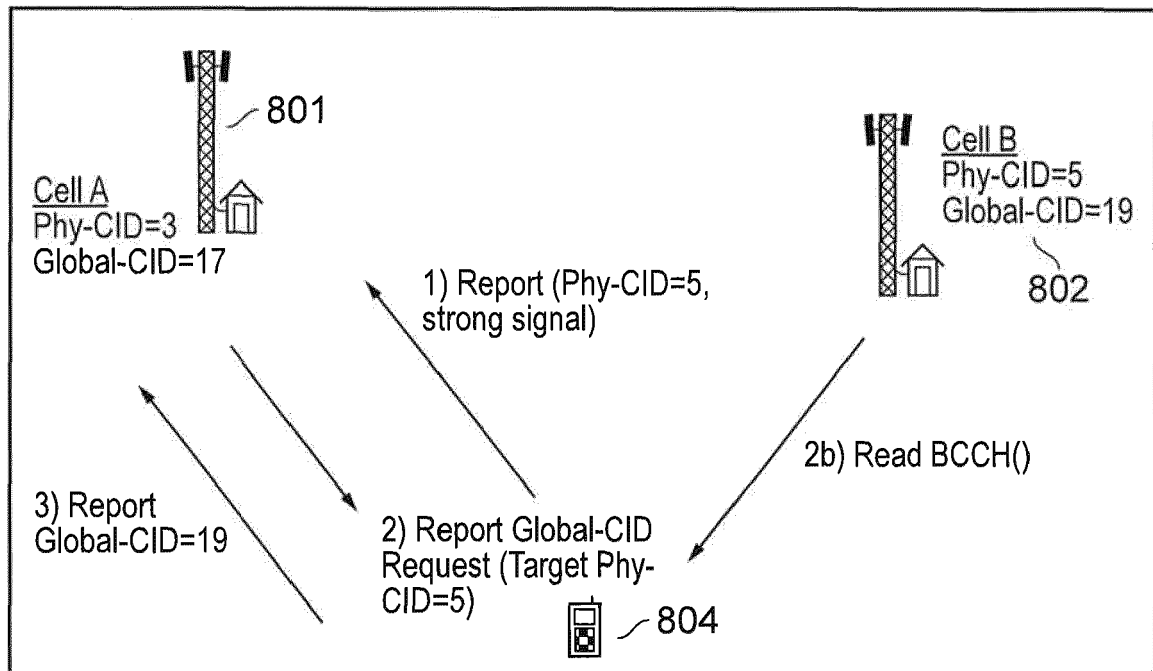 801
Cell A
Phy-CID=3
Global-CID=17
Cell B
Phy-CID=5
Global-CID=19
802
1) Report (Phy-CID=5,
strong signal)
2b) Read BCCH()
3) Report
Global-CID=19
2) Report Global-CID
Request (Target Phy-
CID=5)
804